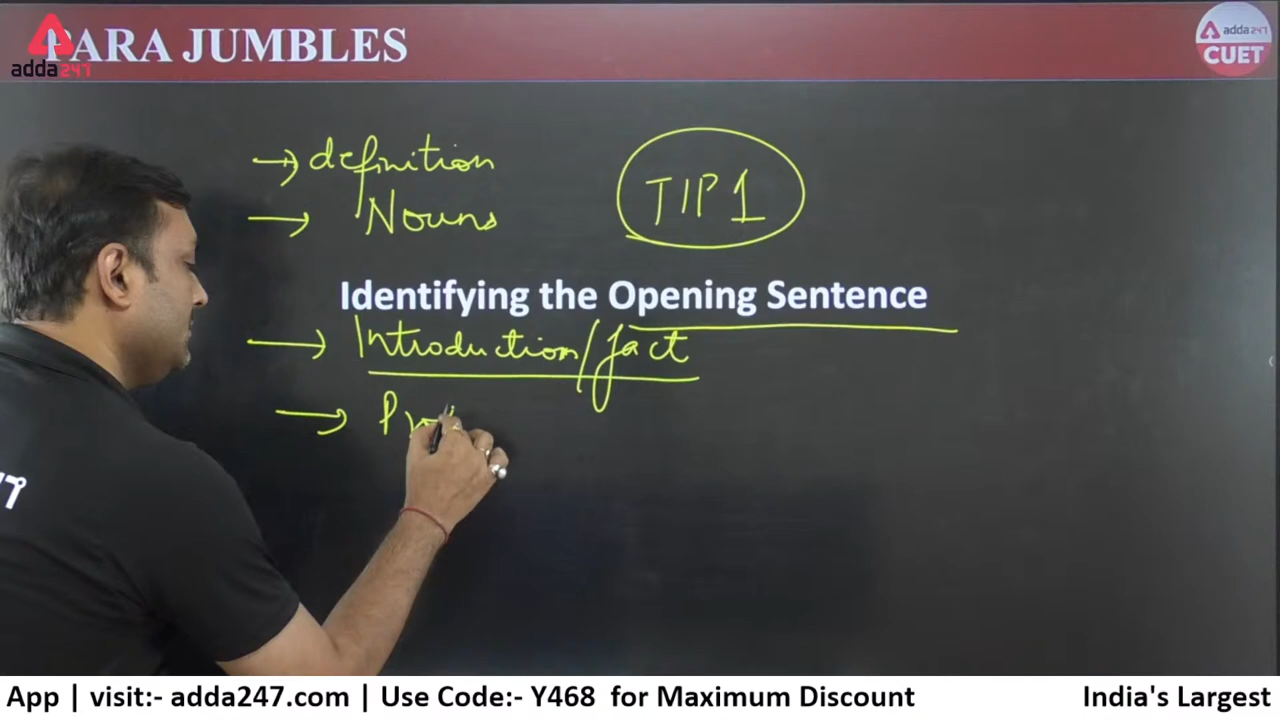 PARA JUMBLES
adda247
adda247
CUET
→ definition
→ Nouns
TIP 1
Identifying the Opening Sentence
→ Introduction/fact
→
App | visit:- adda247.com | Use Code:- Y468 for Maximum Discount
India's Largest